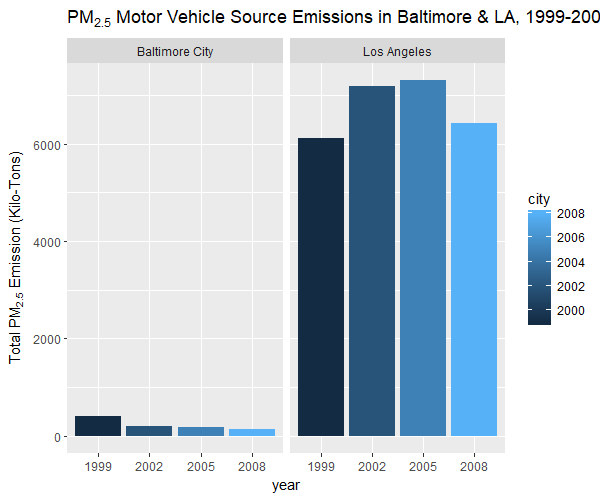 PM2.5 Motor Vehicle Source Emissions in Baltimore & LA, 1999-200
Baltimore City Los Angeles
Total PM2.5 Emission (Kilo-Tons)
6000
4000
2000
0
1999 2002 2005 2008 1999 2002 2005 2008
year
city
2008
2006
2004
2002
2000